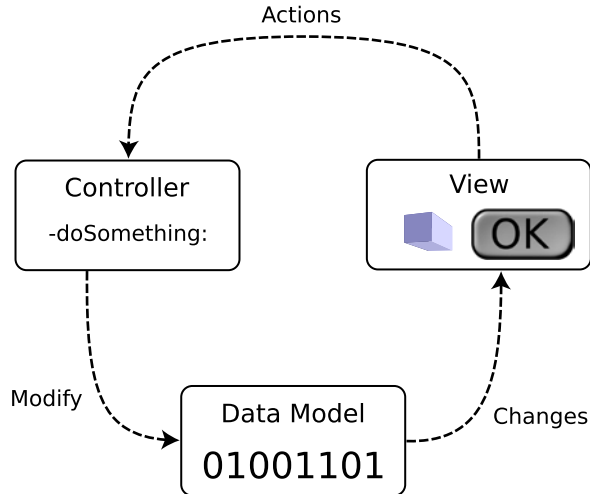 Actions
Controller
-doSomething:
View
OK
Modify
Data Model
01001101
Changes